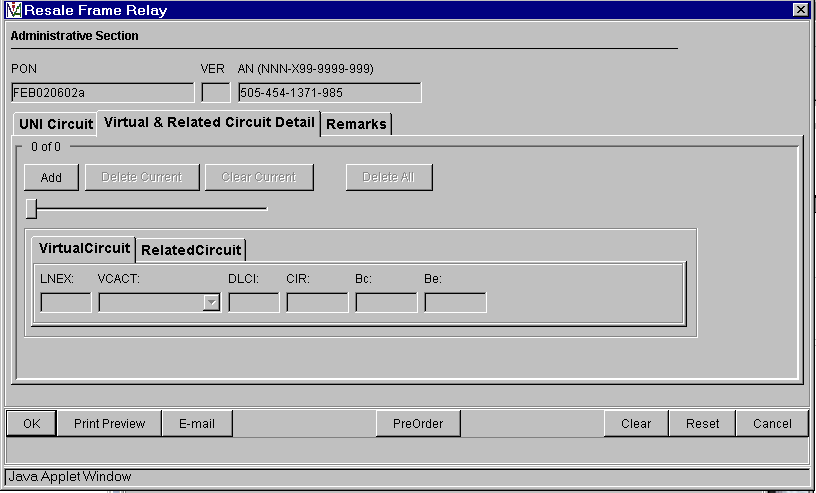 Resale Frame Relay
Administrative Section
PON VER AN (NNN-X99-9999-999)
FEB020602a 505-454-1371-985
UNI Circuit Virtual & Related Circuit Detail Remarks
0 of 0
Add Delete Current Clear Current Delete All
VirtualCircuit RelatedCircuit
LNEX: VCACT: DLCI: CIR: Bc: Be:
OK Print Preview E-mail PreOrder Clear Reset Cancel
Java Applet Window